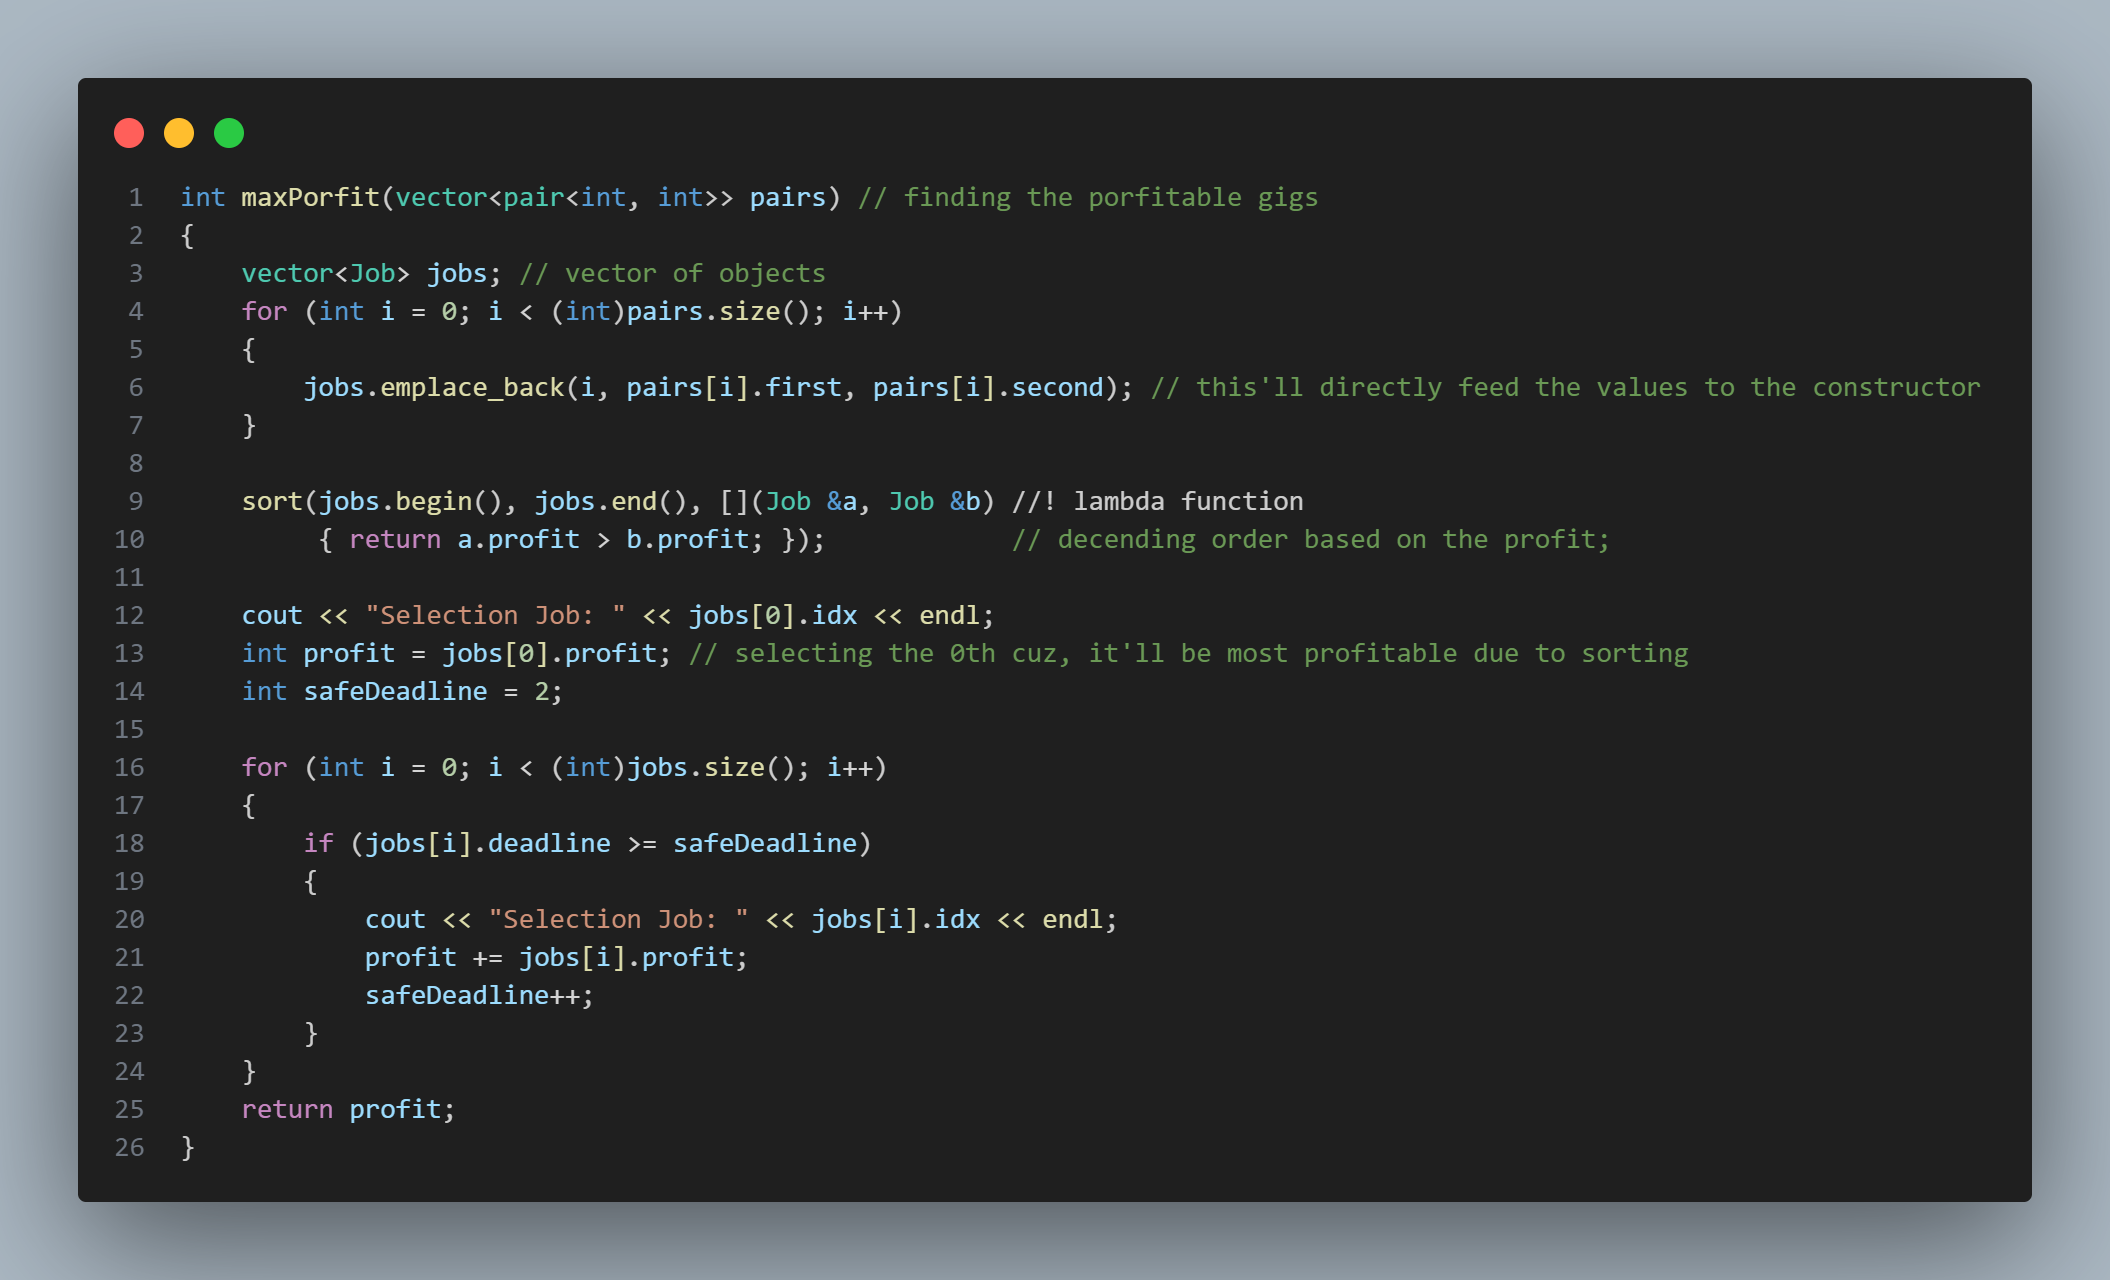 1 int maxPorfit(vector<pair<int, int>> pairs) // finding the porfitable gigs
2 {
3     vector<Job> jobs; // vector of objects
4     for (int i = 0; i < (int)pairs.size(); i++)
5     {
6         jobs.emplace_back(i, pairs[i].first, pairs[i].second); // this'll directly feed the values to the constructor
7     }
8
9     sort(jobs.begin(), jobs.end(), [](Job &a, Job &b) //! lambda function
10          { return a.profit > b.profit; });            // decending order based on the profit;
11
12     cout << "Selection Job: " << jobs[0].idx << endl;
13     int profit = jobs[0].profit; // selecting the 0th cuz, it'll be most profitable due to sorting
14     int safeDeadline = 2;
15
16     for (int i = 0; i < (int)jobs.size(); i++)
17     {
18         if (jobs[i].deadline >= safeDeadline)
19         {
20             cout << "Selection Job: " << jobs[i].idx << endl;
21             profit += jobs[i].profit;
22             safeDeadline++;
23         }
24     }
25     return profit;
26 }